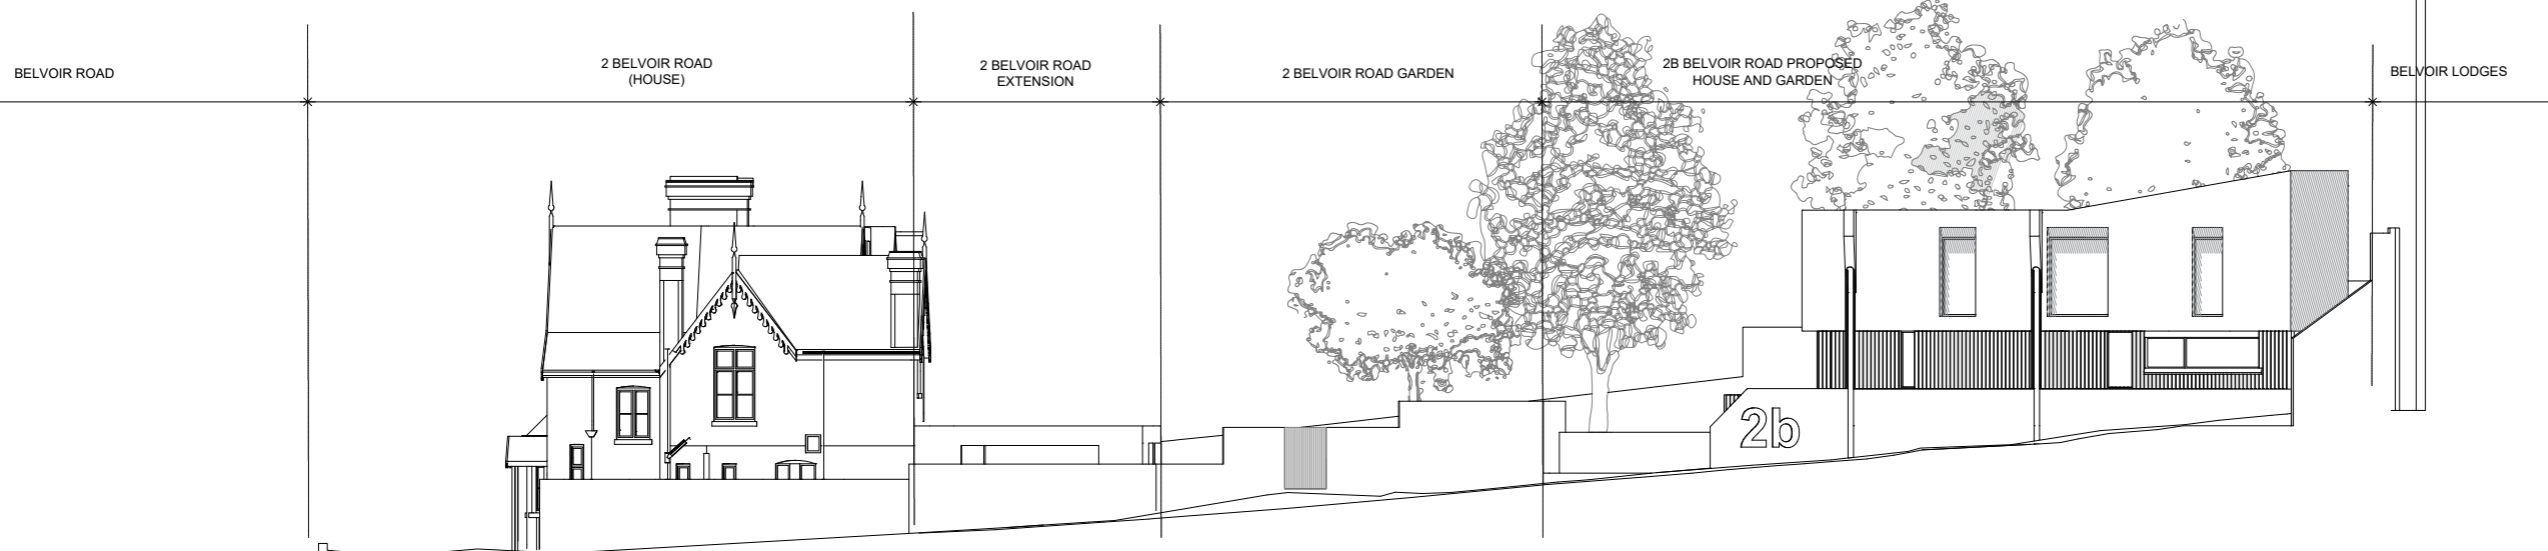 BELVOIR ROAD
2 BELVOIR ROAD
(HOUSE)
2 BELVOIR ROAD
EXTENSION
2 BELVOIR ROAD GARDEN
2B BELVOIR ROAD PROPOSED
HOUSE AND GARDEN
BELVOIR LODGES
2b